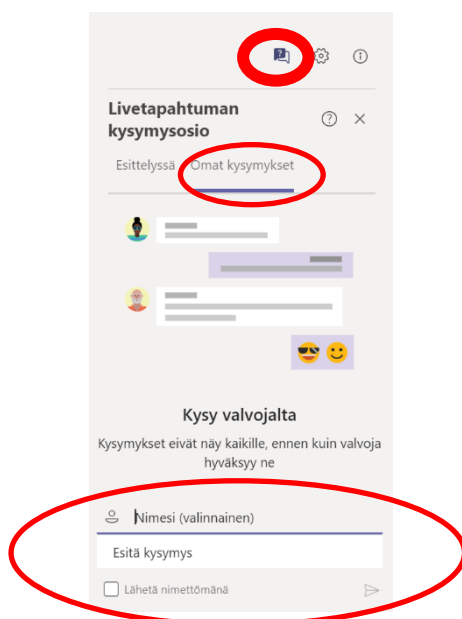 Livetapahtuman
kysymysosio
Esittelyssä
Omat kysymykset
Kysy valvojalta
Kysymykset eivät näy kaikille, ennen kuin valvoja
hyväksyy ne
Nimesi (valinnainen)
Esitä kysymys
Lähetä nimettömänä